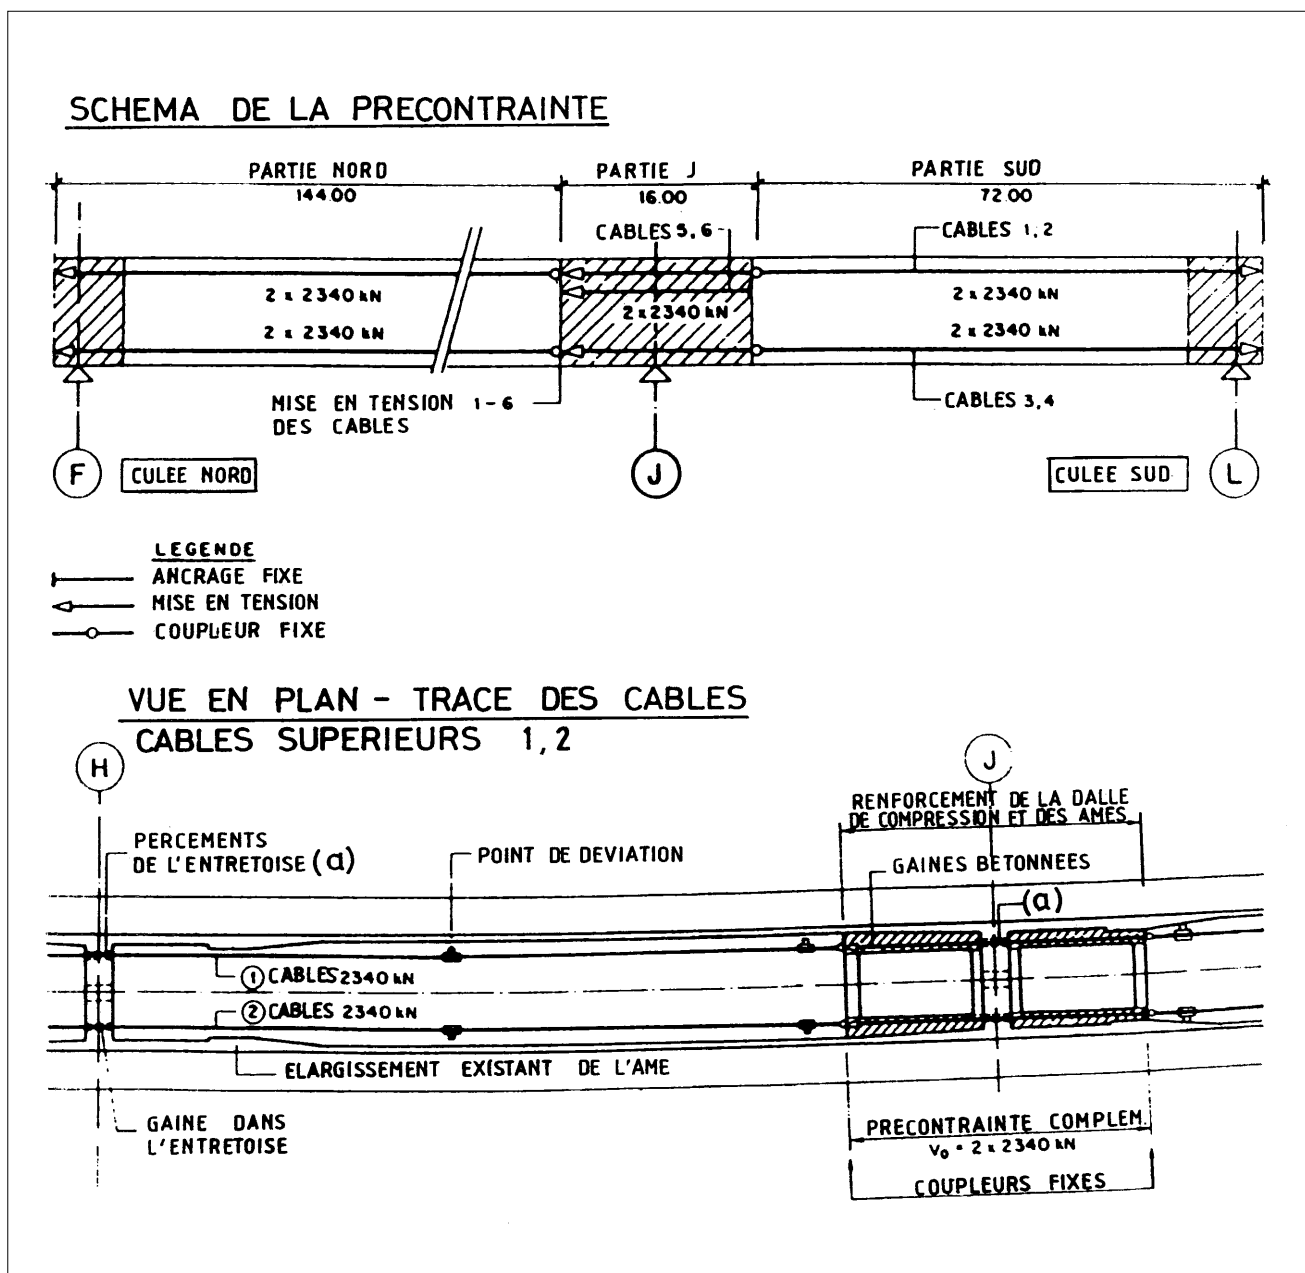 SCHEMA DE LA PRECONTRAINTE
PARTIE NORD
144.00
PARTIE J
16.00
PARTIE SUD
72.00
CABLES 5,6
CABLES 1,2
2 x 2340 kN
2 x 2340 kN
2 x 2340 kN
2 x 2340 kN
2 x 2340 kN
MISE EN TENSION 1-6
DES CABLES
CABLES 3,4
F
CULEE NORD
J
CULEE SUD
L
LEGENDE
ANCRAGE FIXE
MISE EN TENSION
COUPLEUR FIXE
VUE EN PLAN - TRACE DES CABLES
CABLES SUPERIEURS 1,2
H
J
RENFORCEMENT DE LA DALLE
DE COMPRESSION ET DES AMES
PERCEMENTS
DE L'ENTRETOISE (a)
POINT DE DEVIATION
GAINES BETONNEES
(a)
1 CABLES 2340 kN
2 CABLES 2340 kN
ELARGISSEMENT EXISTANT DE L'AME
GAINE DANS
L'ENTRETOISE
PRECONTRAINTE COMPLEM.
Vo = 2 x 2340 kN
COUPLEURS FIXES